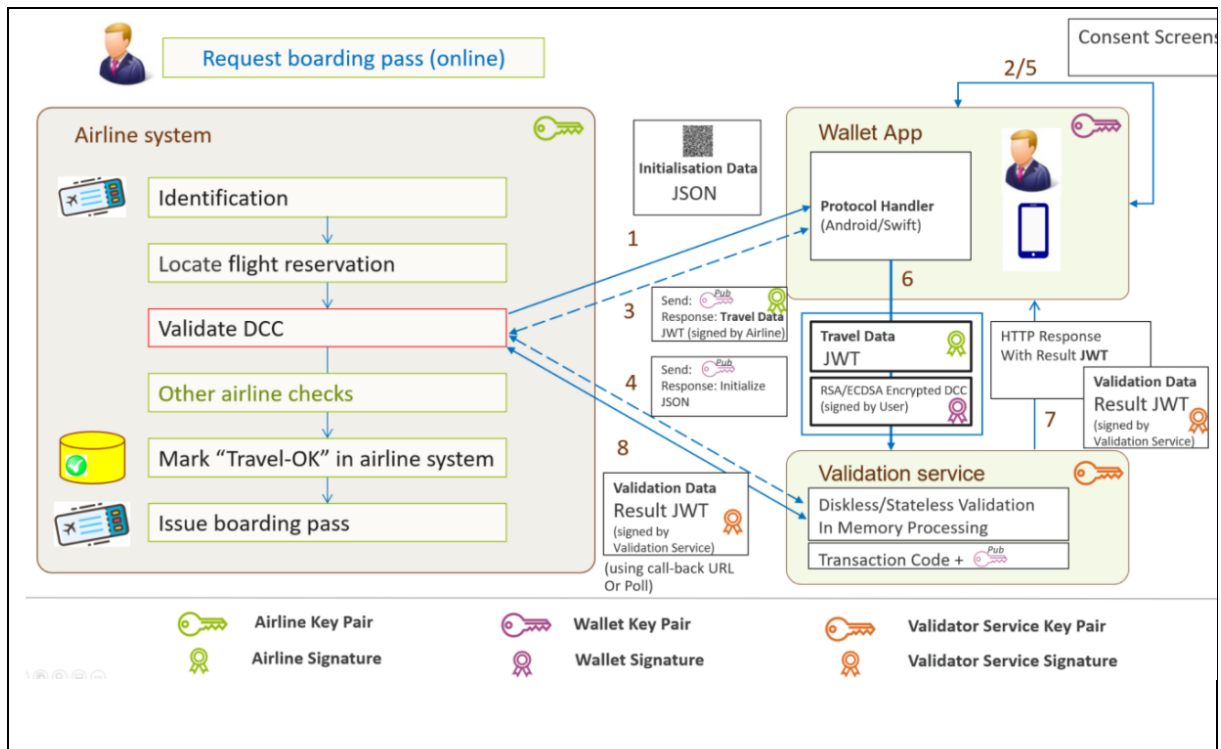 Request boarding pass (online)
Consent Screens
2/5
Airline system
Identification
Locate flight reservation
Validate DCC
Other airline checks
Mark “Travel-OK” in airline system
Issue boarding pass
Initialisation Data
JSON
1
3
Send: Pub
Response: Travel Data
JWT (signed by Airline)
4
Send: Pub
Response: Initialize
JSON
8
Validation Data
Result JWT
(signed by
Validation Service)
(using call-back URL
Or Poll)
Wallet App
Protocol Handler
(Android/Swift)
6
Travel Data
JWT
RSA/ECDSA Encrypted DCC
(signed by User)
HTTP Response
With Result JWT
Validation Data
Result JWT
(signed by
Validation Service)
7
Validation service
Diskless/Stateless Validation
In Memory Processing
Transaction Code + Pub
Airline Key Pair
Wallet Key Pair
Validator Service Key Pair
Airline Signature
Wallet Signature
Validator Service Signature